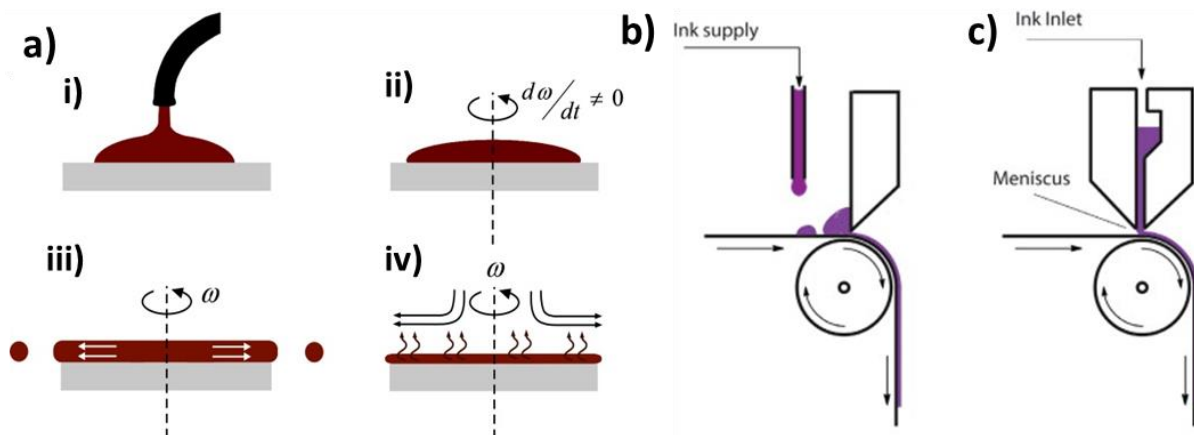 a)
i)
ii)
dω/dt ≠ 0
iii)
ω
iv)
ω
b)
Ink supply
c)
Ink Inlet
Meniscus